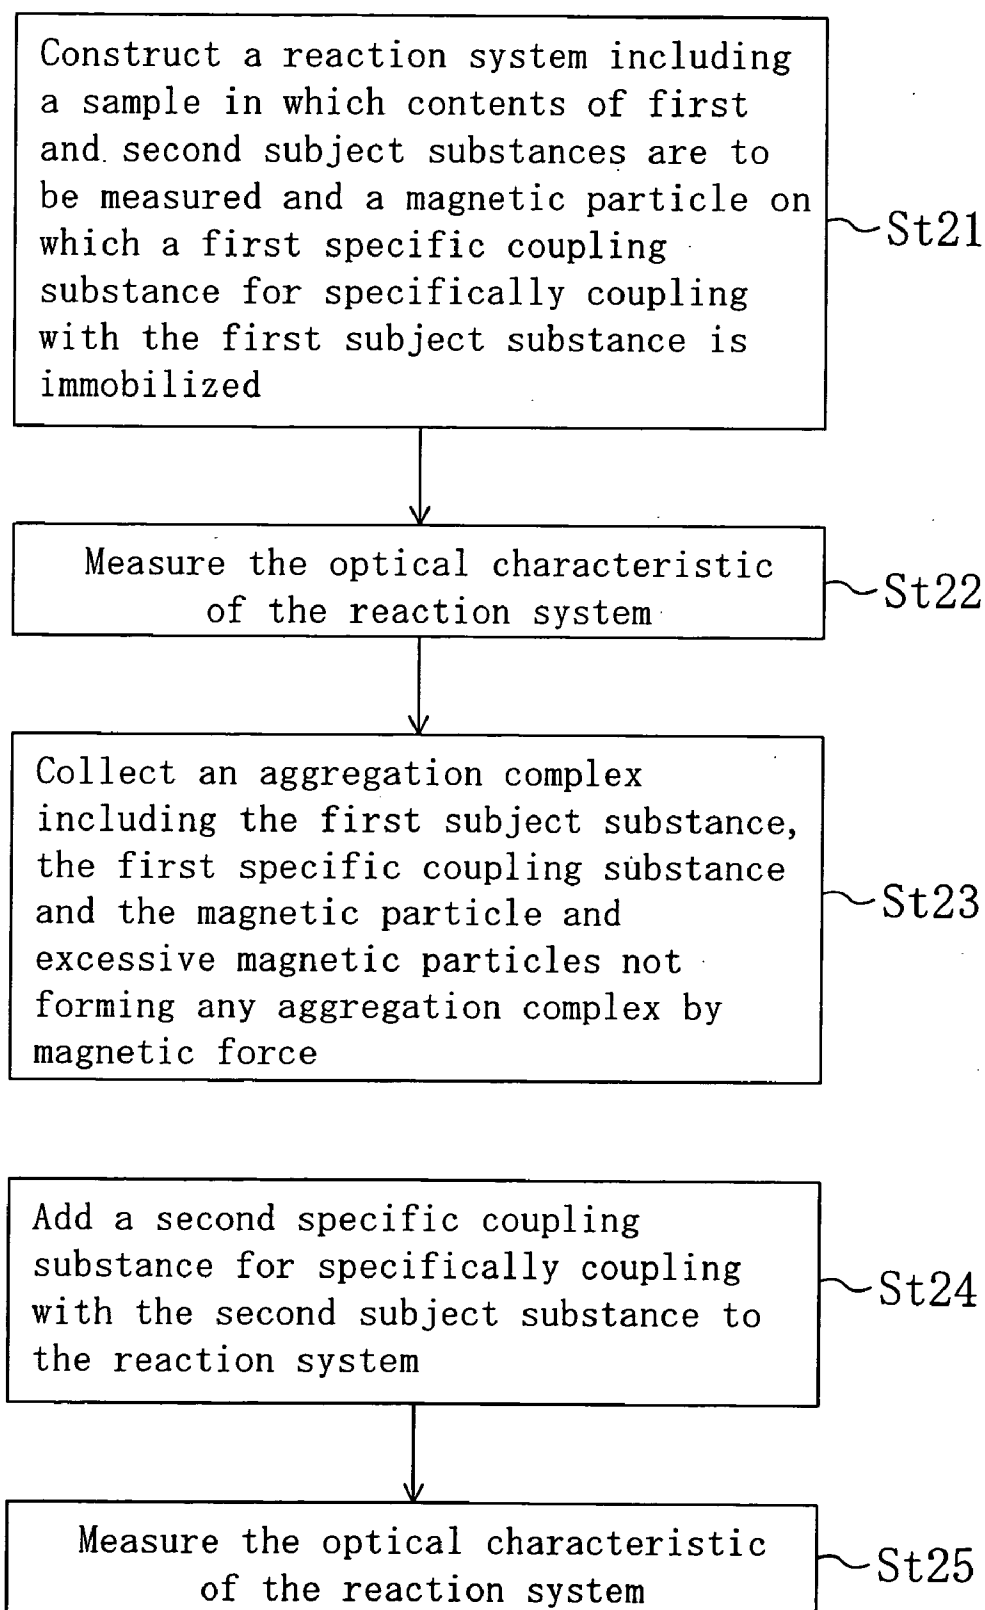 Construct a reaction system including
a sample in which contents of first
and second subject substances are to
be measured and a magnetic particle on
which a first specific coupling
substance for specifically coupling
with the first subject substance is
immobilized
St21
Measure the optical characteristic
of the reaction system
St22
Collect an aggregation complex
including the first subject substance,
the first specific coupling substance
and the magnetic particle and
excessive magnetic particles not
forming any aggregation complex by
magnetic force
St23
Add a second specific coupling
substance for specifically coupling
with the second subject substance to
the reaction system
St24
Measure the optical characteristic
of the reaction system
St25